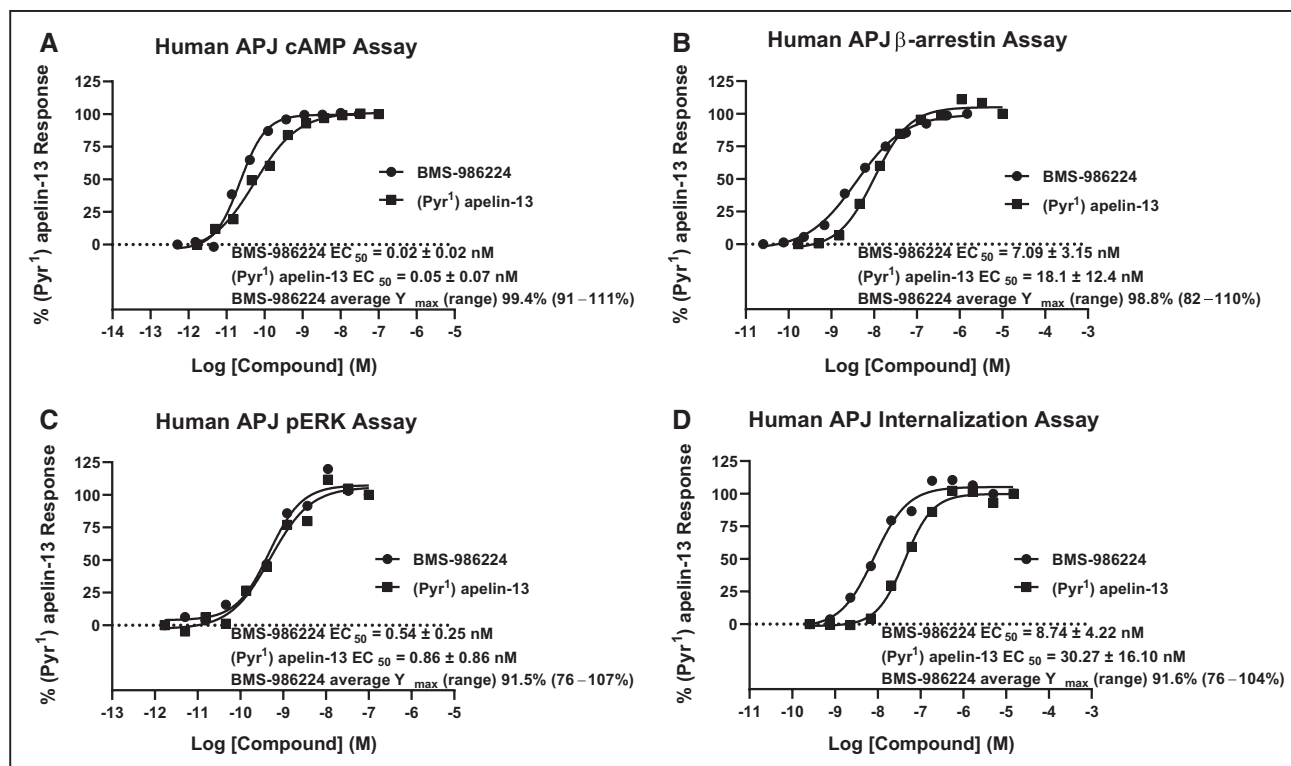 A
Human APJ cAMP Assay
% (Pyr¹) apelin-13 Response
125
100
75
50
25
0
BMS-986224
(Pyr¹) apelin-13
BMS-986224 EC₅₀ = 0.02 ± 0.02 nM
(Pyr¹) apelin-13 EC₅₀ = 0.05 ± 0.07 nM
BMS-986224 average Y_max (range) 99.4% (91–111%)
-14 -13 -12 -11 -10 -9 -8 -7 -6 -5
Log [Compound] (M)
B
Human APJ β-arrestin Assay
% (Pyr¹) apelin-13 Response
125
100
75
50
25
0
BMS-986224
(Pyr¹) apelin-13
BMS-986224 EC₅₀ = 7.09 ± 3.15 nM
(Pyr¹) apelin-13 EC₅₀ = 18.1 ± 12.4 nM
BMS-986224 average Y_max (range) 98.8% (82–110%)
-11 -10 -9 -8 -7 -6 -5 -4 -3
Log [Compound] (M)
C
Human APJ pERK Assay
% (Pyr¹) apelin-13 Response
125
100
75
50
25
0
BMS-986224
(Pyr¹) apelin-13
BMS-986224 EC₅₀ = 0.54 ± 0.25 nM
(Pyr¹) apelin-13 EC₅₀ = 0.86 ± 0.86 nM
BMS-986224 average Y_max (range) 91.5% (76–107%)
-13 -12 -11 -10 -9 -8 -7 -6 -5
Log [Compound] (M)
D
Human APJ Internalization Assay
% (Pyr¹) apelin-13 Response
125
100
75
50
25
0
BMS-986224
(Pyr¹) apelin-13
BMS-986224 EC₅₀ = 8.74 ± 4.22 nM
(Pyr¹) apelin-13 EC₅₀ = 30.27 ± 16.10 nM
BMS-986224 average Y_max (range) 91.6% (76–104%)
-11 -10 -9 -8 -7 -6 -5 -4 -3
Log [Compound] (M)